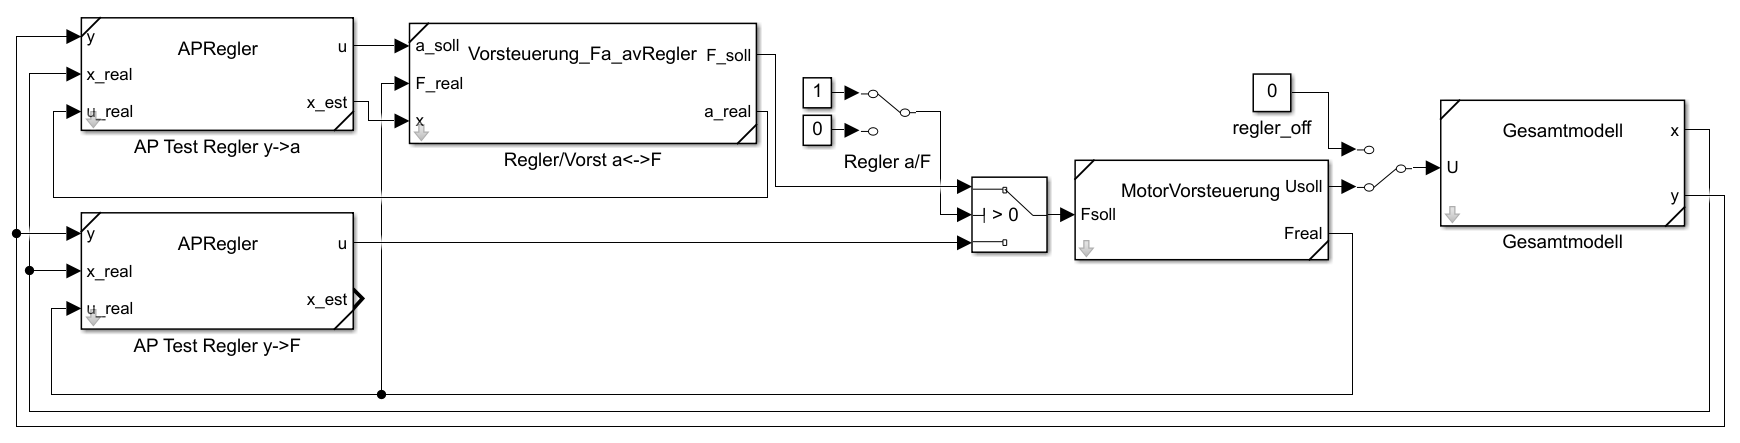 y
x_real
u_real
APRegler
u
x_est
AP Test Regler y->a
a_soll
F_real
x
Vorsteuerung_Fa_avRegler
F_soll
a_real
Regler/Vorst a<->F
1
0
Regler a/F
y
x_real
u_real
APRegler
u
x_est
AP Test Regler y->F
> 0
0
regler_off
Fsoll
MotorVorsteuerung
Usoll
Freal
U
Gesamtmodell
x
y
Gesamtmodell